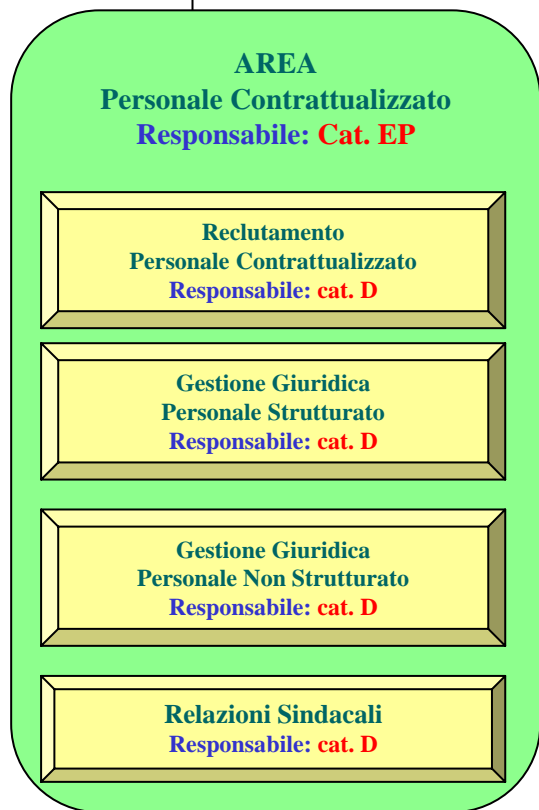 AREA
Personale Contrattualizzato
Responsabile: Cat. EP
Reclutamento
Personale Contrattualizzato
Responsabile: cat. D
Gestione Giuridica
Personale Strutturato
Responsabile: cat. D
Gestione Giuridica
Personale Non Strutturato
Responsabile: cat. D
Relazioni Sindacali
Responsabile: cat. D